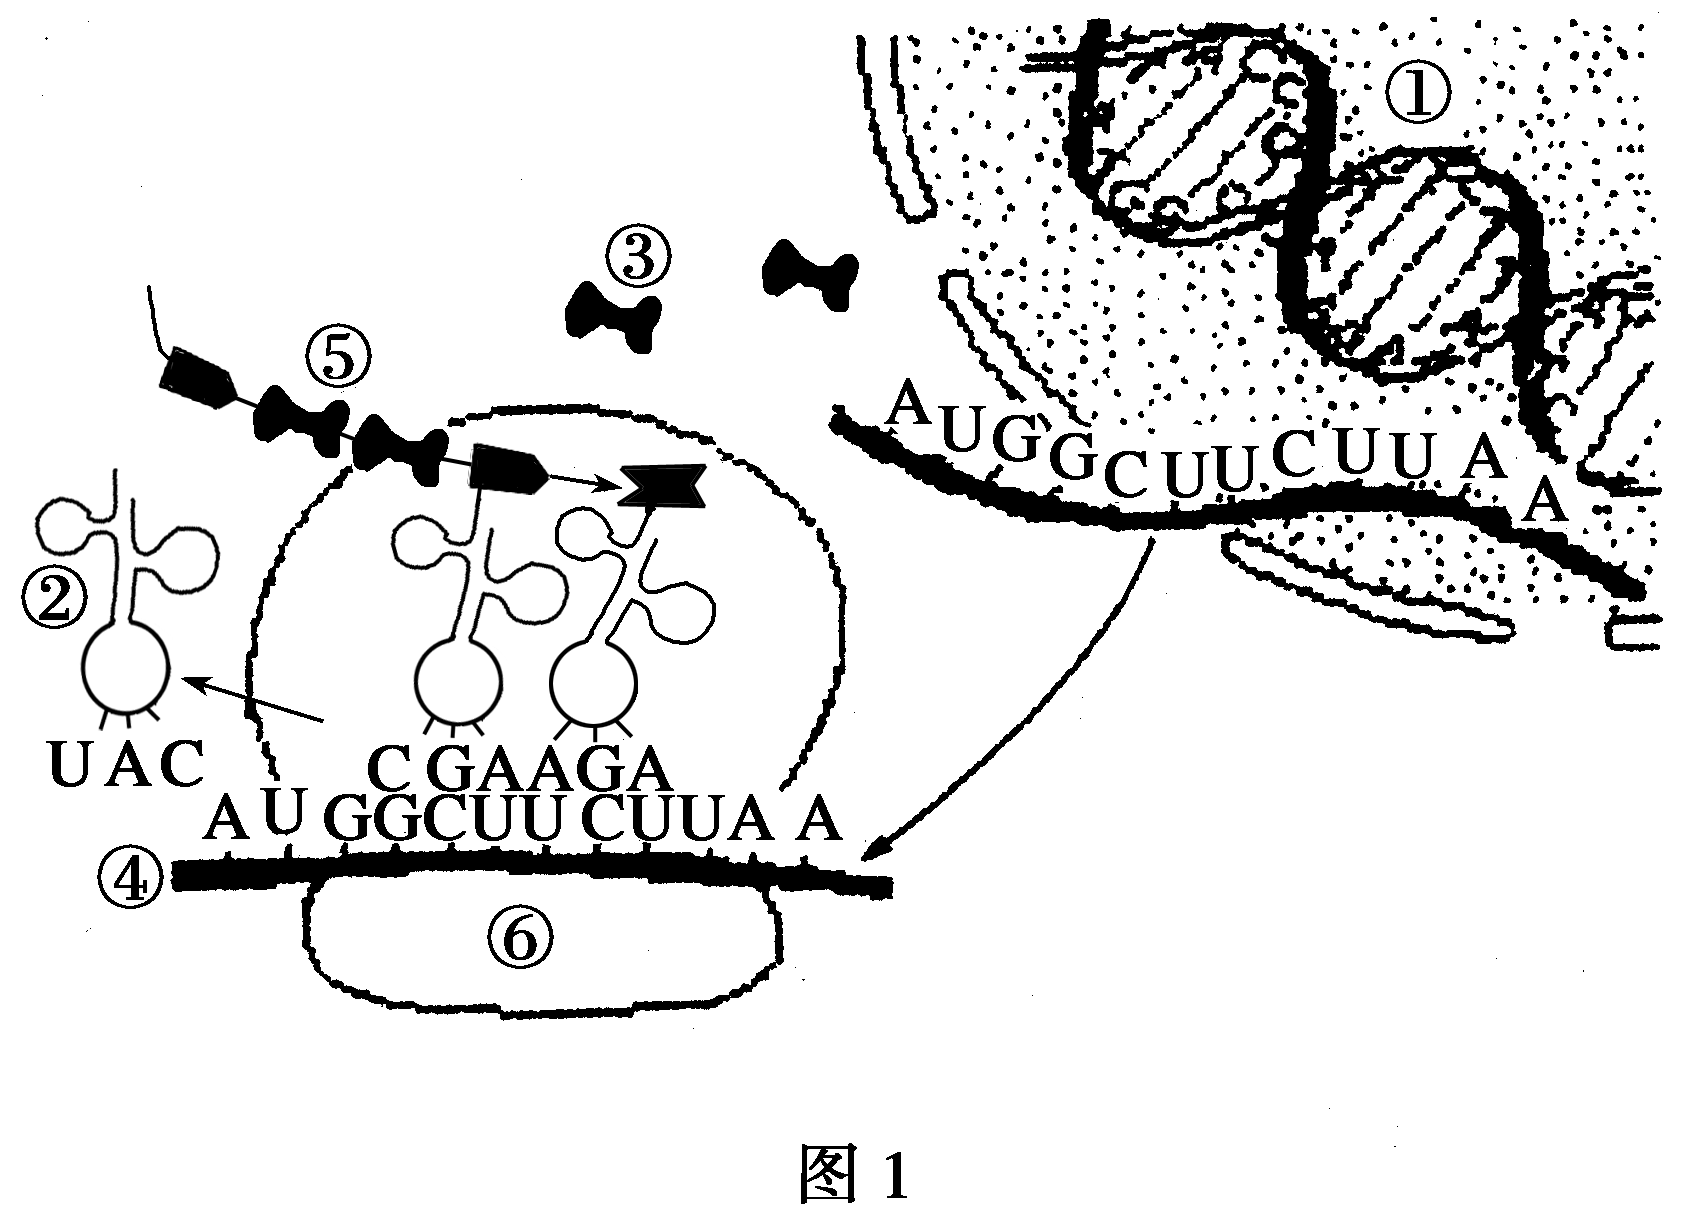 ①
③
⑤
AUGGCUUCUUAA
②
UAC
CGAAGA
AUGGCUUCUUAA
④
⑥
图 1